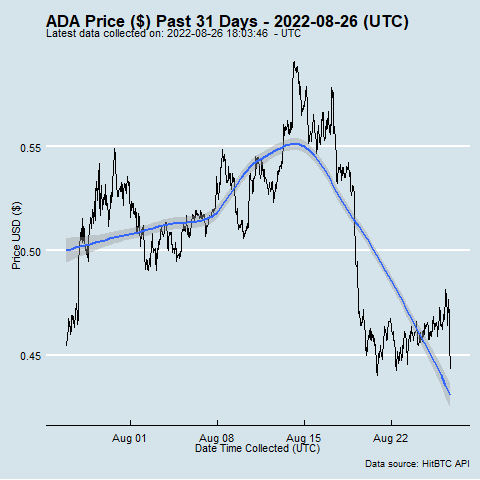 ADA Price ($) Past 31 Days - 2022-08-26 (UTC)
Latest data collected on: 2022-08-26 18:03:46 - UTC
Price USD ($)
0.55
0.50
0.45
Aug 01 Aug 08 Aug 15 Aug 22
Date Time Collected (UTC)
Data source: HitBTC API